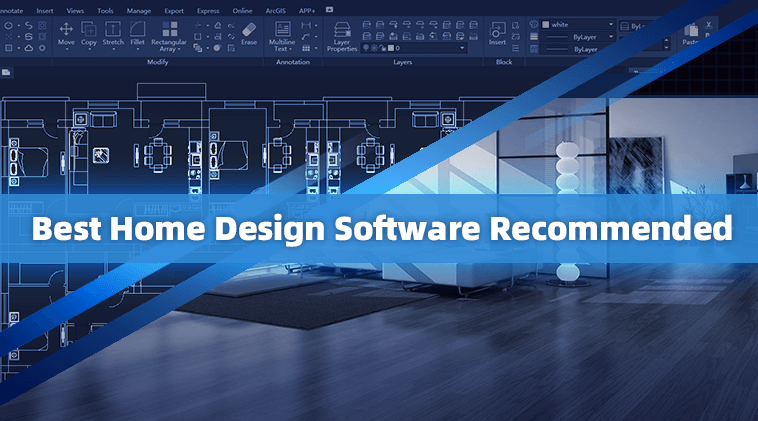 nnotate Insert Views Tools Manage Export Express Online ArcGIS APP+
Move Copy Stretch Fillet Rectangular Array Erase Multiline Text Layer Properties 0 Insert white ByLayer ByLayer ByL Paste
Modify Annotation Layers Block
Best Home Design Software Recommended